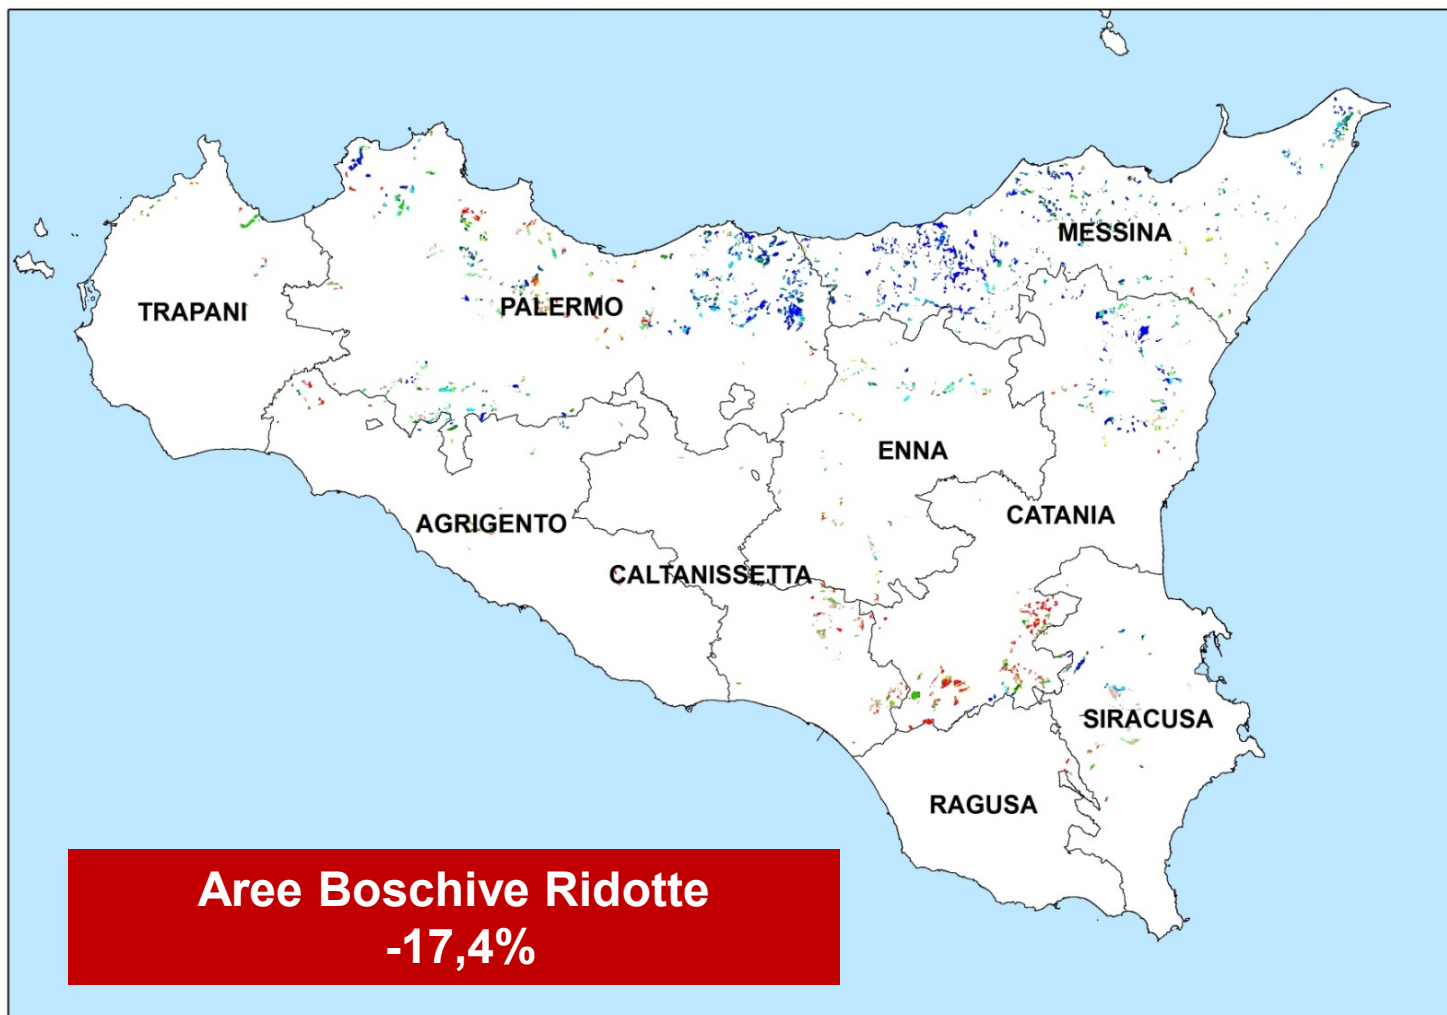 MESSINA
TRAPANI
PALERMO
ENNA
CATANIA
AGRIGENTO
CALTANISSETTA
SIRACUSA
RAGUSA
Aree Boschive Ridotte
-17,4%